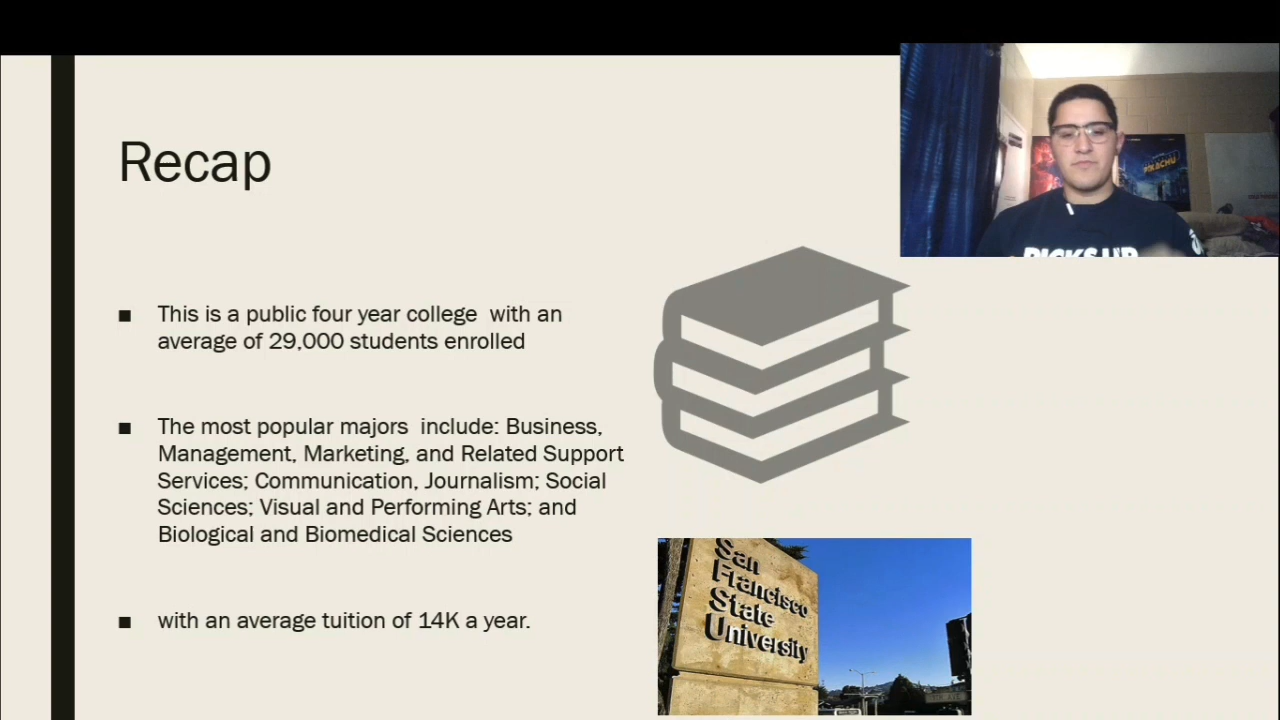 Recap
This is a public four year college with an
average of 29,000 students enrolled
The most popular majors include: Business,
Management, Marketing, and Related Support
Services; Communication, Journalism; Social
Sciences; Visual and Performing Arts; and
Biological and Biomedical Sciences
with an average tuition of 14K a year.
San
Francisco
State
University
PICKS UP